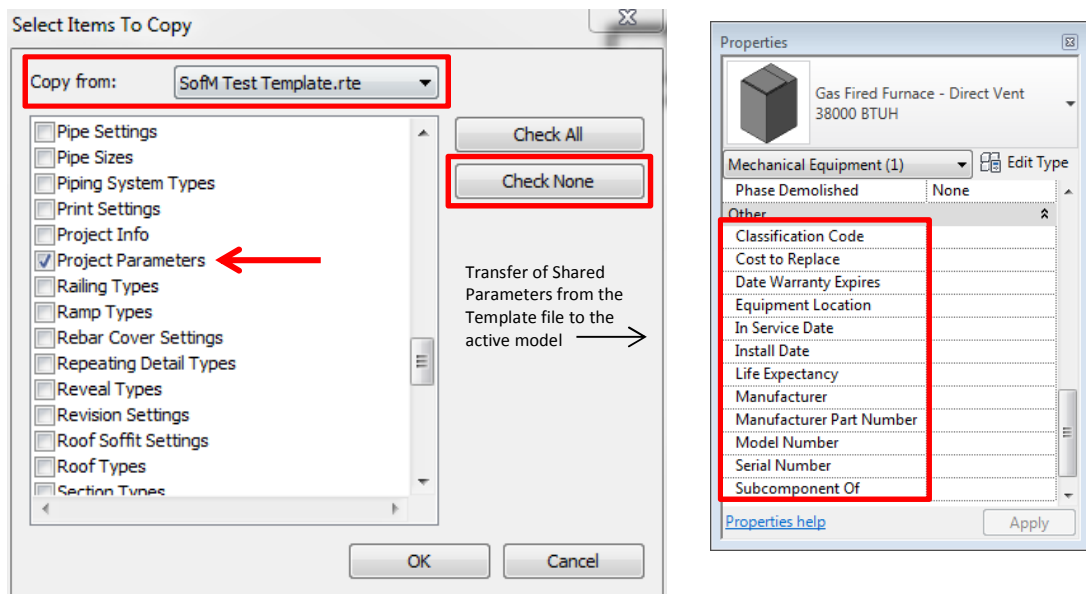 Select Items To Copy
Copy from:
SofM Test Template.rte
Pipe Settings
Pipe Sizes
Piping System Types
Print Settings
Project Info
Project Parameters
Railing Types
Ramp Types
Rebar Cover Settings
Repeating Detail Types
Reveal Types
Revision Settings
Roof Soffit Settings
Roof Types
Section Types
Check All
Check None
OK
Cancel
Transfer of Shared
Parameters from the
Template file to the
active model
Properties
Gas Fired Furnace - Direct Vent
38000 BTUH
Mechanical Equipment (1)
Edit Type
Phase Demolished None
Other
Classification Code
Cost to Replace
Date Warranty Expires
Equipment Location
In Service Date
Install Date
Life Expectancy
Manufacturer
Manufacturer Part Number
Model Number
Serial Number
Subcomponent Of
Properties help
Apply